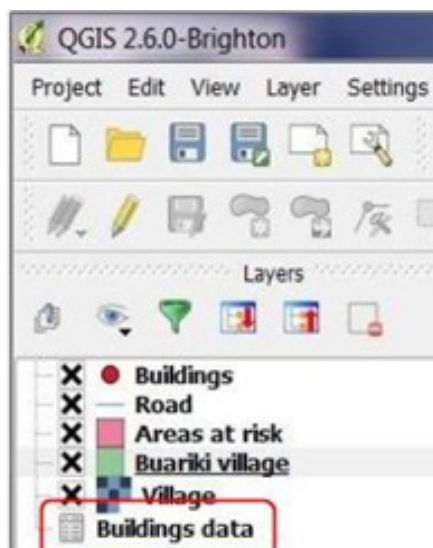 QGIS 2.6.0-Brighton
Project Edit View Layer Settings
Layers
Buildings
Road
Areas at risk
Buariki village
Village
Buildings data